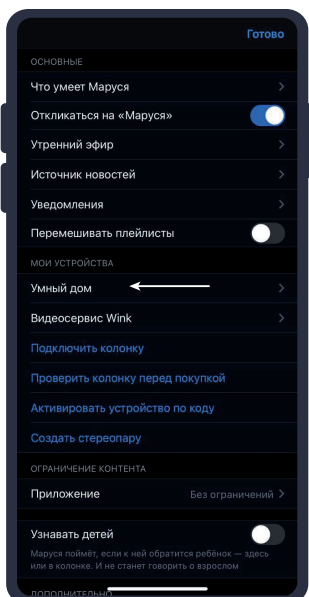 Готово
ОСНОВНЫЕ
Что умеет Маруся
Откликаться на «Маруся»
Утренний эфир
Источник новостей
Уведомления
Перемешивать плейлисты
МОИ УСТРОЙСТВА
Умный дом
Видеосервис Wink
Подключить колонку
Проверить колонку перед покупкой
Активировать устройство по коду
Создать стереопару
ОГРАНИЧЕНИЕ КОНТЕНТА
Приложение Без ограничений
Узнавать детей
Маруся поймёт, если к ней обратится ребёнок — здесь
или в колонке. И не станет говорить о взрослом
ДОПОЛНИТЕЛЬНО